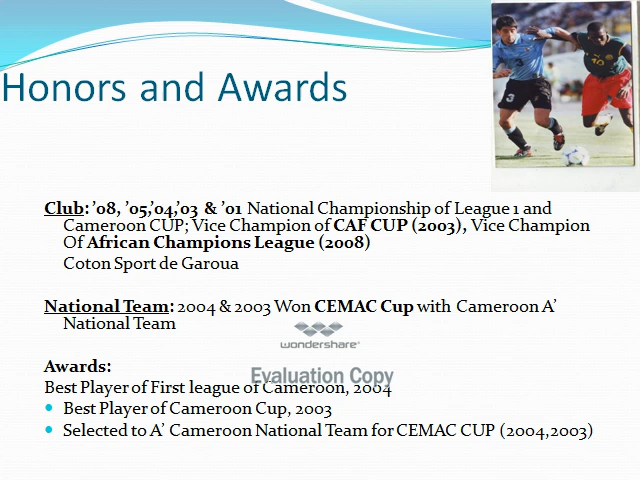 Honors and Awards
Club: ’08, ’05,’04,’03 & ’01 National Championship of League 1 and
Cameroon CUP; Vice Champion of CAF CUP (2003), Vice Champion
Of African Champions League (2008)
Coton Sport de Garoua
National Team: 2004 & 2003 Won CEMAC Cup with Cameroon A’
National Team
wondershare
Awards:
Evaluation Copy
Best Player of First league of Cameroon, 2004
Best Player of Cameroon Cup, 2003
Selected to A’ Cameroon National Team for CEMAC CUP (2004,2003)
3
3
10